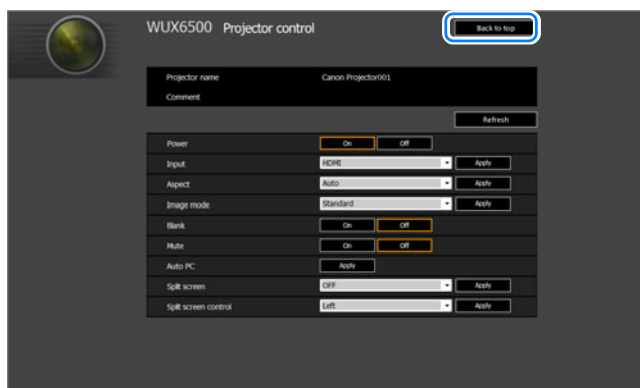 WUX6500 Projector control
Back to top
Projector name Canon Projector001
Comment
Refresh
Power On Off
Input HDMI Apply
Aspect Auto Apply
Image mode Standard Apply
Blank On Off
Mute On Off
Auto PC Apply
Split screen OFF Apply
Split screen control Left Apply